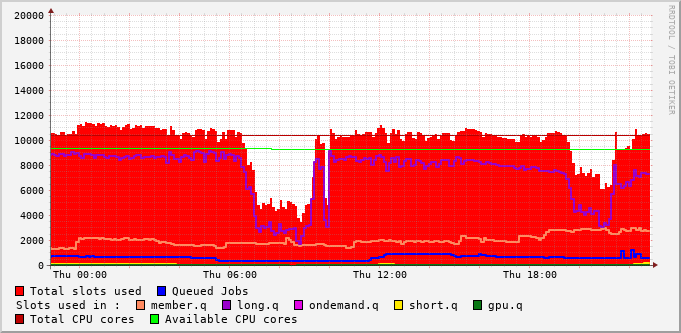 20000
18000
16000
14000
12000
10000
8000
6000
4000
2000
0
Thu 00:00 Thu 06:00 Thu 12:00 Thu 18:00
Total slots used Queued Jobs
Slots used in : member.q long.q ondemand.q short.q gpu.q
Total CPU cores Available CPU cores
RRDTOOL / TOBI OETIKER